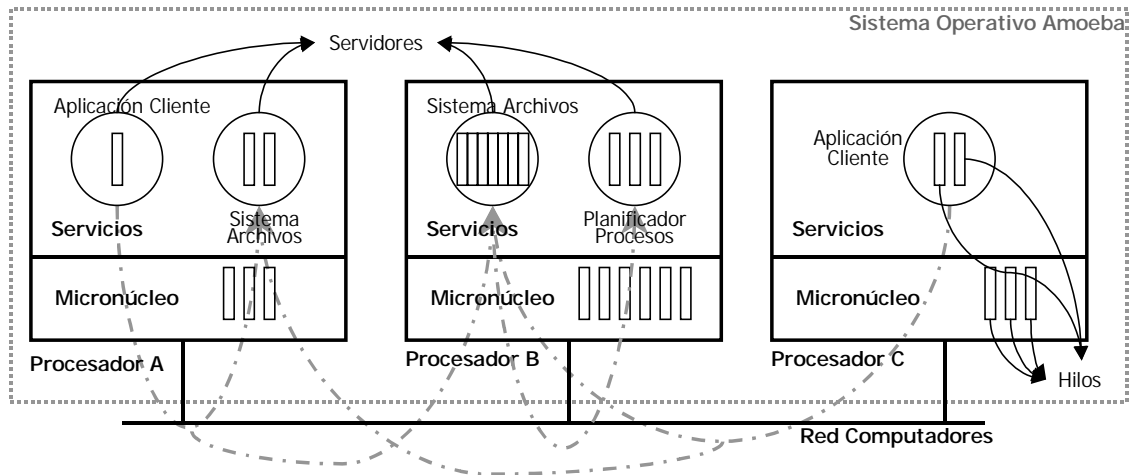 Sistema Operativo Amoeba
Servidores
Aplicación Cliente
Sistema Archivos
Aplicación
Cliente
Sistema
Archivos
Servicios
Planificador
Procesos
Servicios
Servicios
Micronúcleo
Micronúcleo
Micronúcleo
Procesador A
Procesador B
Procesador C
Hilos
Red Computadores